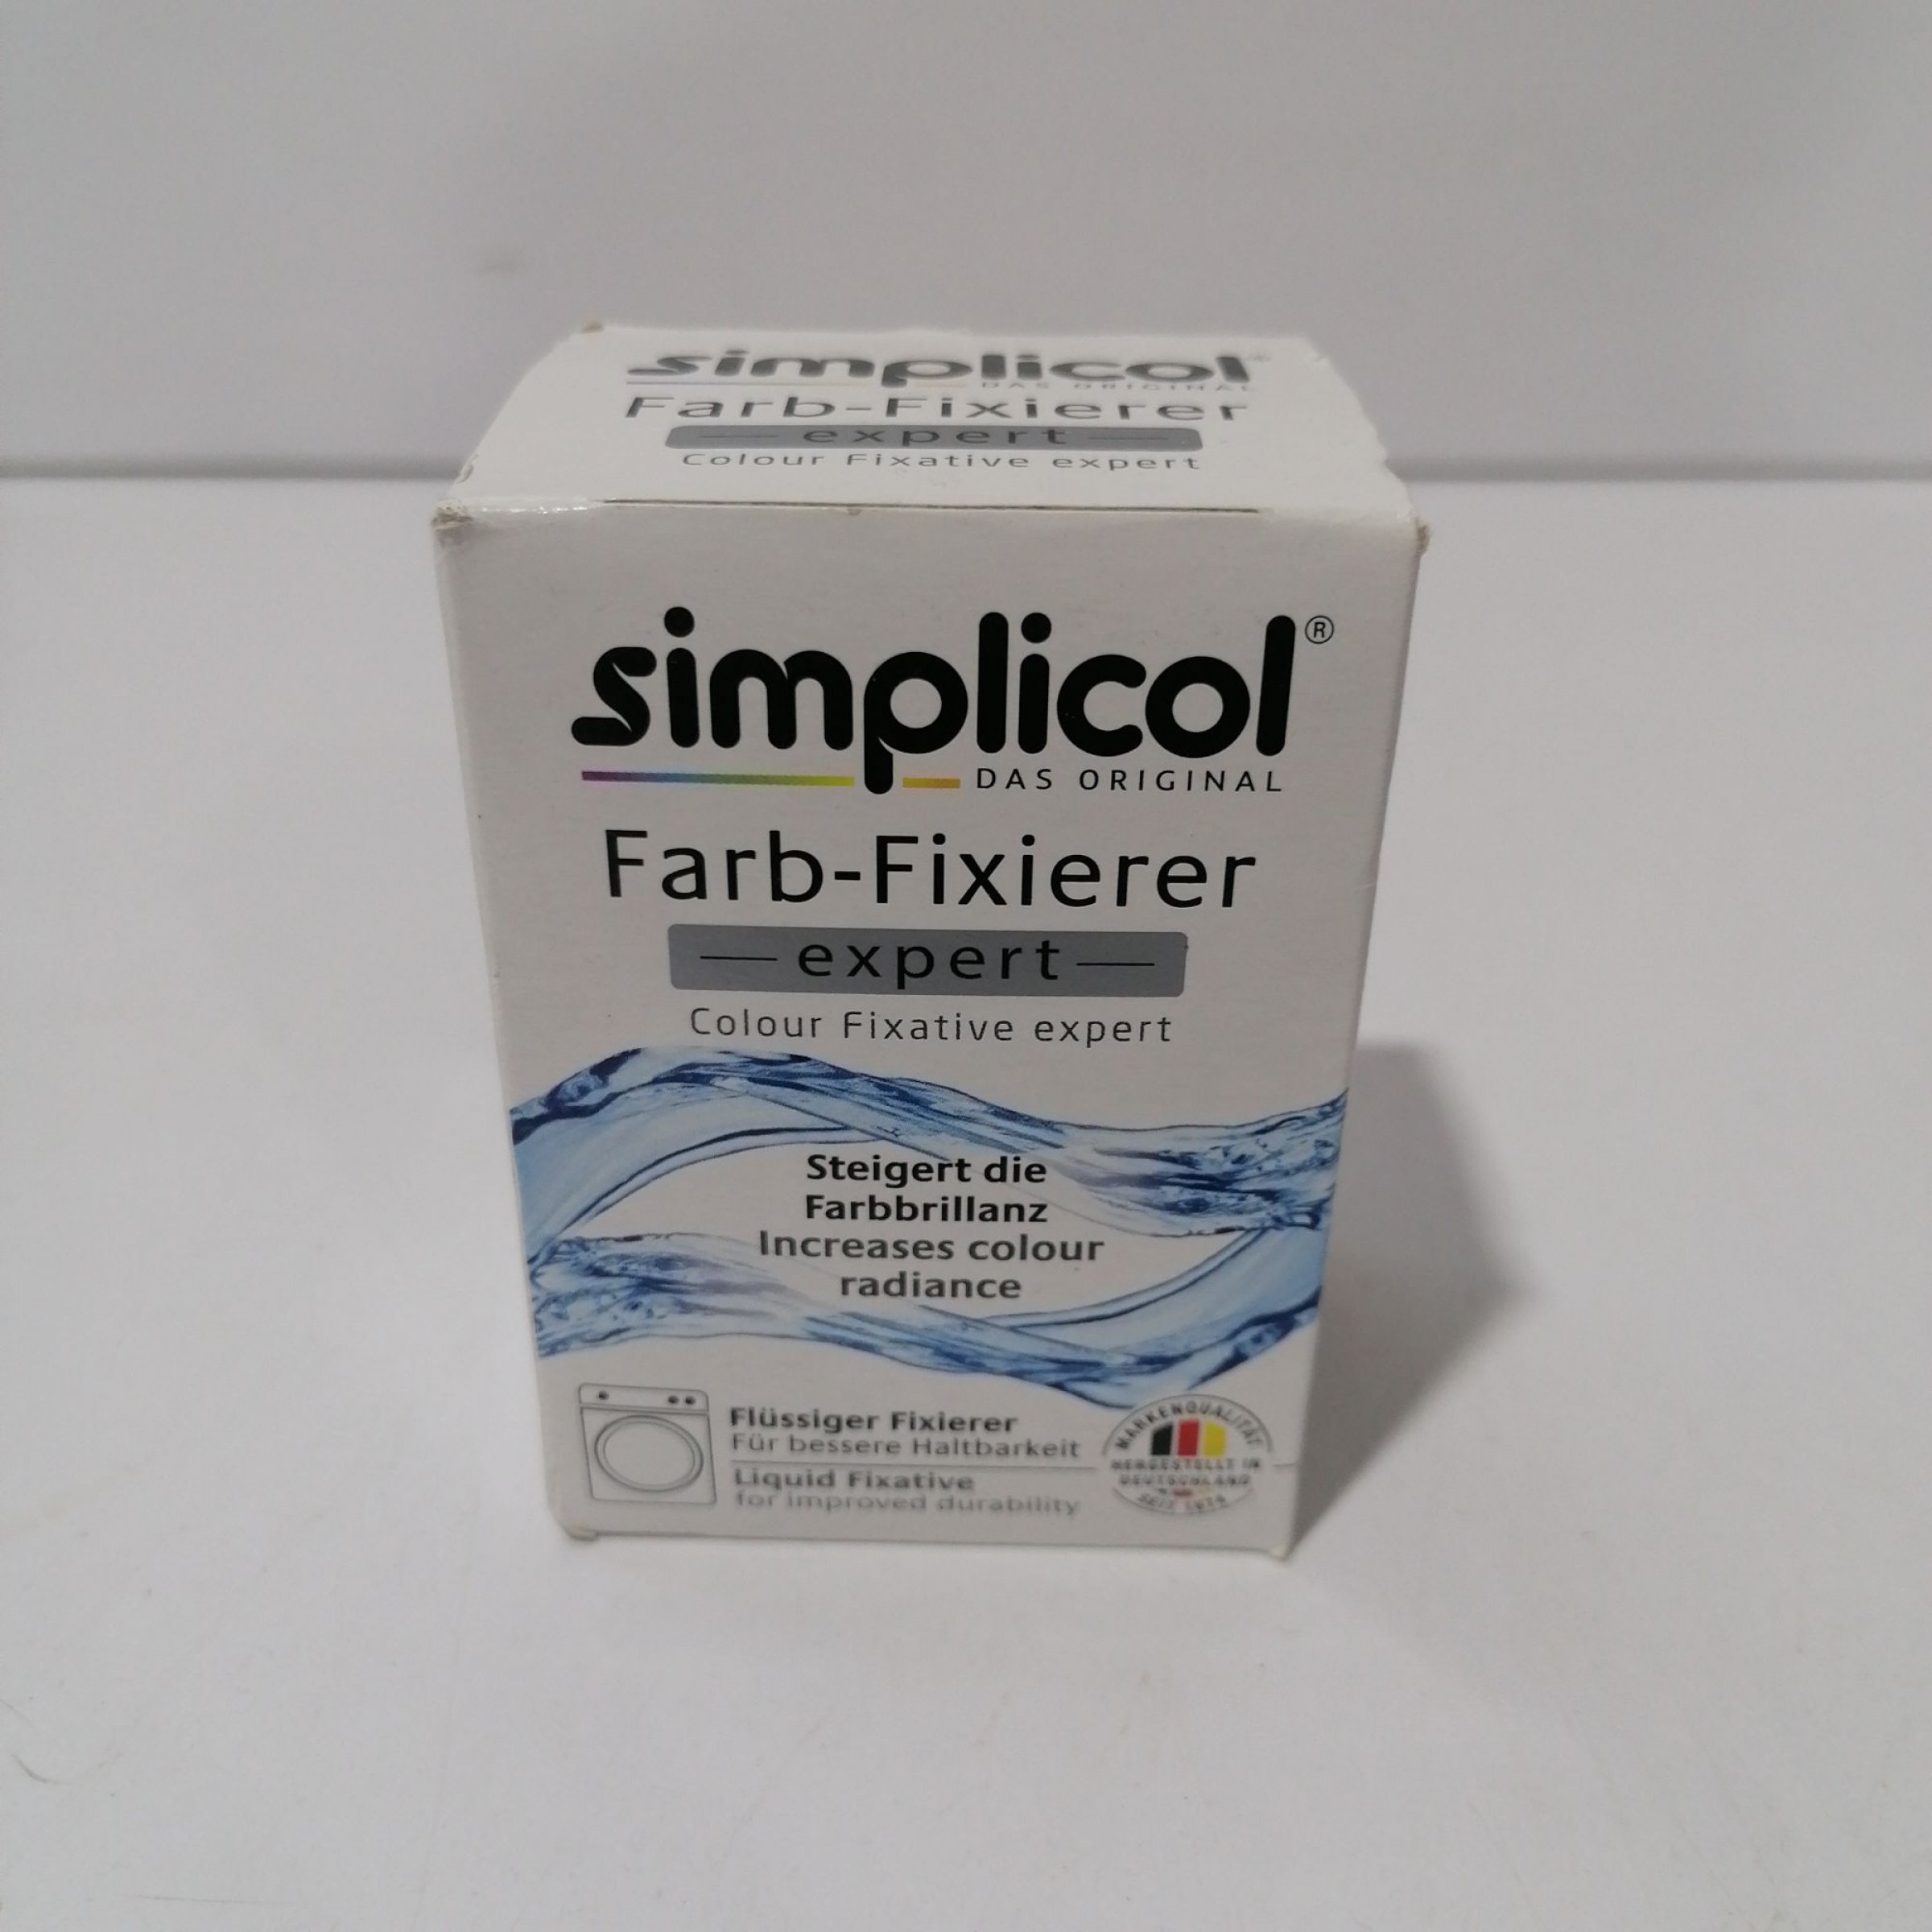 simplicol®
DAS ORIGINAL
Farb-Fixierer
expert
Colour Fixative expert
simplicol®
DAS ORIGINAL
Farb-Fixierer
expert
Colour Fixative expert
Steigert die
Farbbrillanz
Increases colour
radiance
Flüssiger Fixierer
Für bessere Haltbarkeit
Liquid Fixative
for improved durability
MARKENQUALITÄT
HERGESTELLT IN
DEUTSCHLAND
SEIT